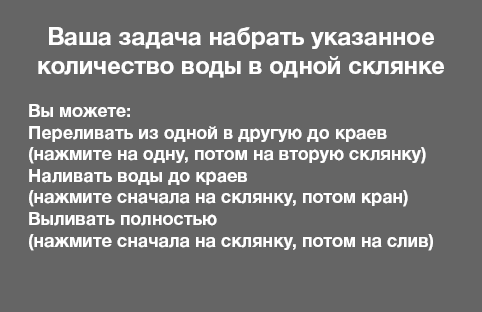 Ваша задача набрать указанное
количество воды в одной склянке
Вы можете:
Переливать из одной в другую до краев
(нажмите на одну, потом на вторую склянку)
Наливать воды до краев
(нажмите сначала на склянку, потом кран)
Выливать полностью
(нажмите сначала на склянку, потом на слив)